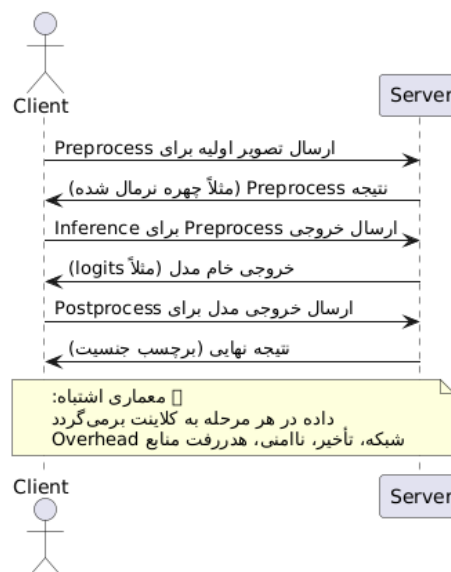 Client
Server
ارسال تصویر اولیه برای Preprocess
نتیجه Preprocess (مثلاً چهره نرمال شده)
ارسال خروجی Preprocess برای Inference
خروجی خام مدل (مثلاً logits)
ارسال خروجی مدل برای Postprocess
نتیجه نهایی (برچسب جنسیت)
معماری اشتباه:
داده در هر مرحله به کلاینت برمی‌گردد
Overhead شبکه، تأخیر، ناامنی، هدررفت منابع
Client
Server